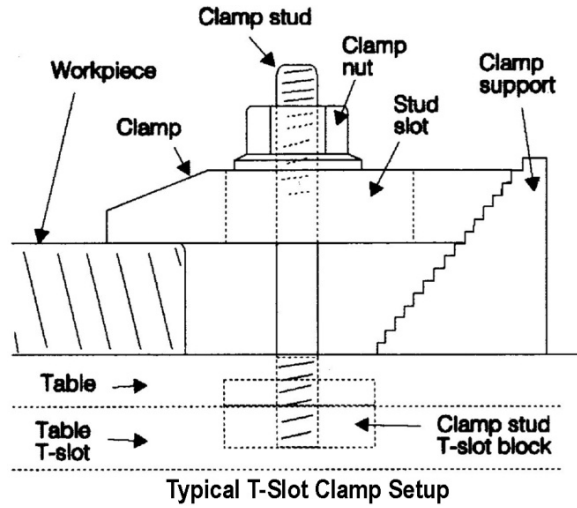 Clamp stud
Clamp
nut
Workpiece
Clamp
support
Stud
slot
Clamp
Table
Table
T-slot
Clamp stud
T-slot block
Typical T-Slot Clamp Setup